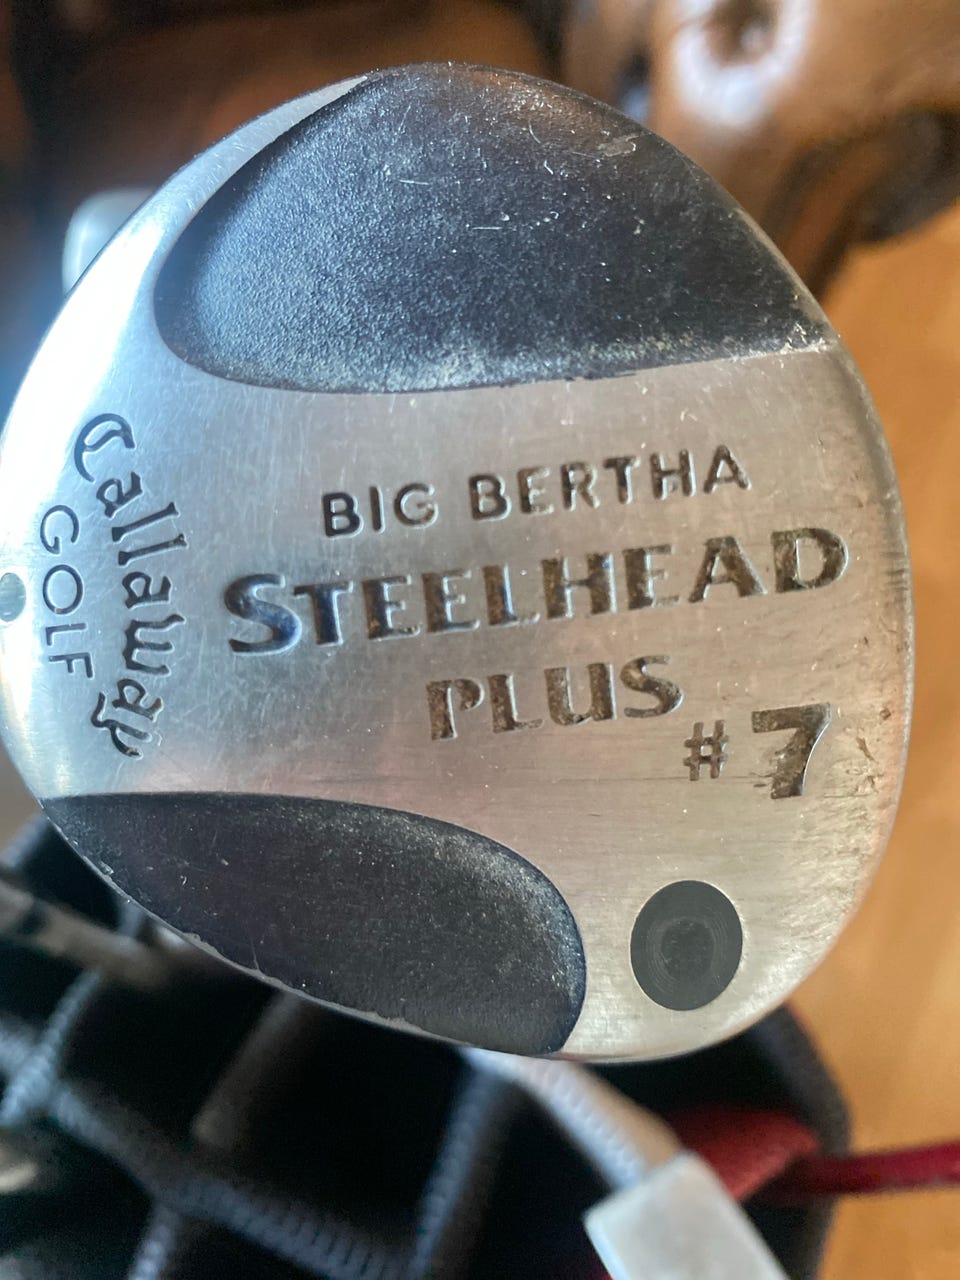 Callaway
GOLF
BIG BERTHA
STEELHEAD
PLUS
#7